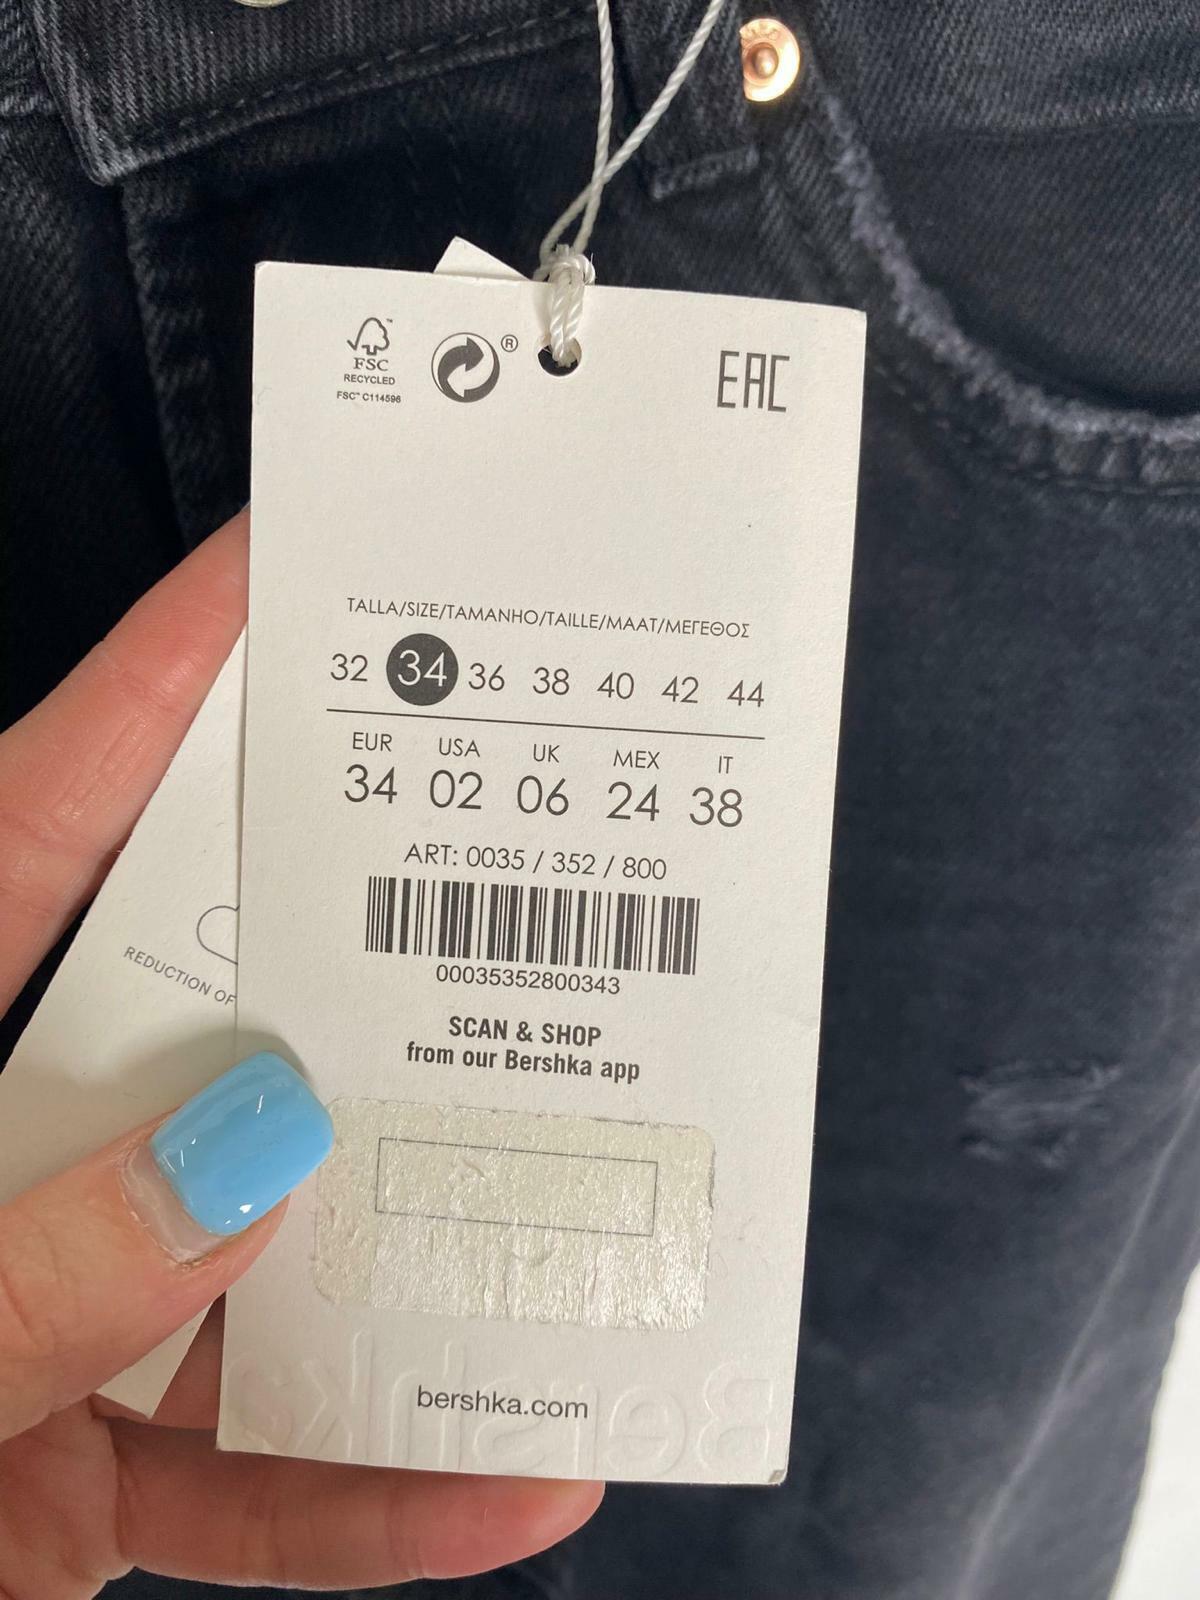 FSC™
RECYCLED
FSC™ C114596
®
EAC
TALLA/SIZE/TAMANHO/TAILLE/MAAT/ΜΕΓΕΘΟΣ
32 34 36 38 40 42 44
EUR USA UK MEX IT
34 02 06 24 38
ART: 0035 / 352 / 800
00035352800343
SCAN & SHOP
from our Bershka app
REDUCTION OF
bershka.com
Bershka